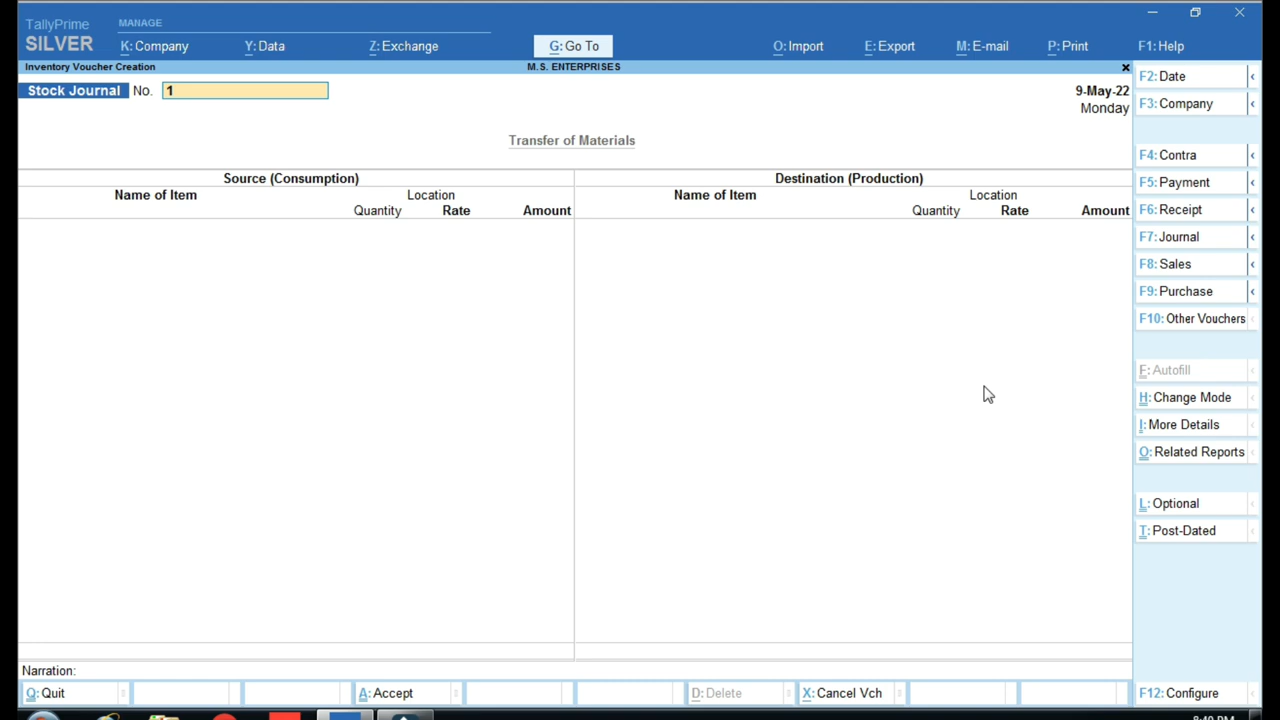 TallyPrime
MANAGE
SILVER
K: Company
Y: Data
Z: Exchange
G: Go To
O: Import
E: Export
M: E-mail
P: Print
F1: Help
Inventory Voucher Creation
M.S. ENTERPRISES
Stock Journal No. 1
9-May-22
Monday
Transfer of Materials
Source (Consumption)
Destination (Production)
Name of Item Location
Quantity Rate Amount
Name of Item Location
Quantity Rate Amount
F2: Date
F3: Company
F4: Contra
F5: Payment
F6: Receipt
F7: Journal
F8: Sales
F9: Purchase
F10: Other Vouchers
F: Autofill
H: Change Mode
I: More Details
O: Related Reports
L: Optional
T: Post-Dated
Narration:
Q: Quit
A: Accept
D: Delete
X: Cancel Vch
F12: Configure
8:40 PM